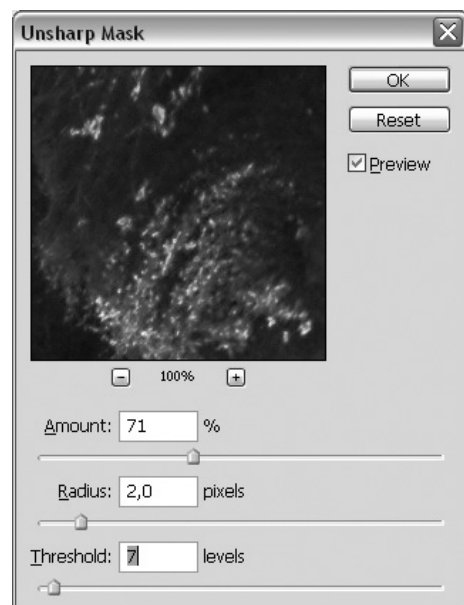 Unsharp Mask
OK
Reset
Preview
100%
Amount: 71 %
Radius: 2,0 pixels
Threshold: 7 levels